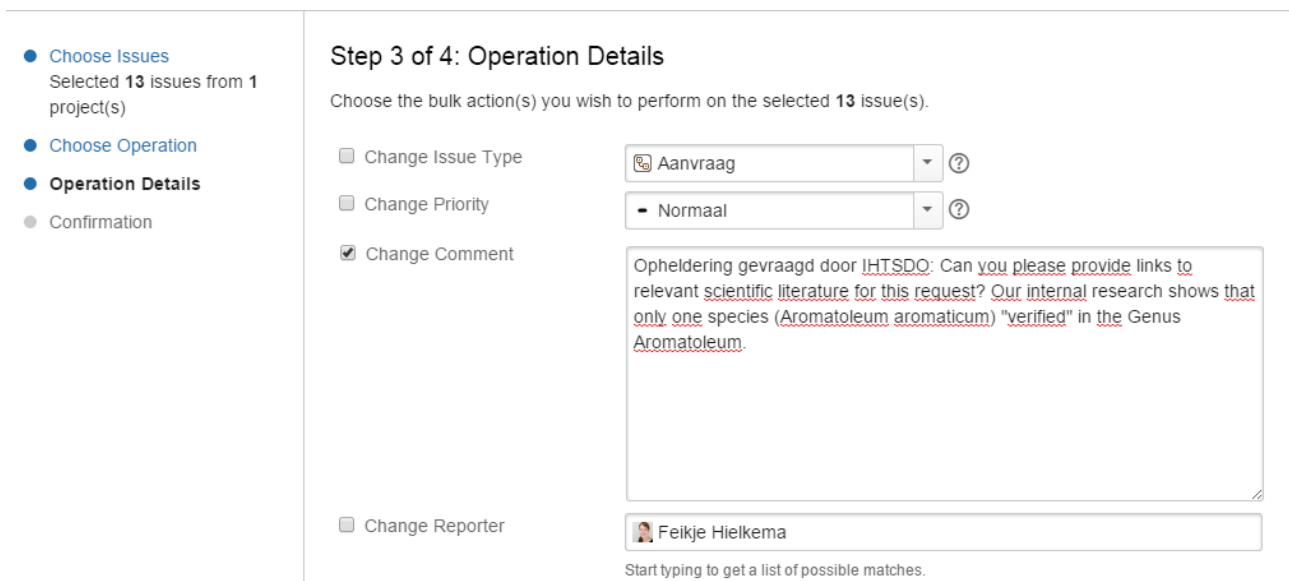 Choose Issues
Selected 13 issues from 1
project(s)
Choose Operation
Operation Details
Confirmation
Step 3 of 4: Operation Details
Choose the bulk action(s) you wish to perform on the selected 13 issue(s).
Change Issue Type
Aanvraag
Change Priority
Normaal
Change Comment
Opheldering gevraagd door IHTSDO: Can you please provide links to
relevant scientific literature for this request? Our internal research shows that
only one species (Aromatoleum aromaticum) "verified" in the Genus
Aromatoleum.
Change Reporter
Feikje Hielkema
Start typing to get a list of possible matches.